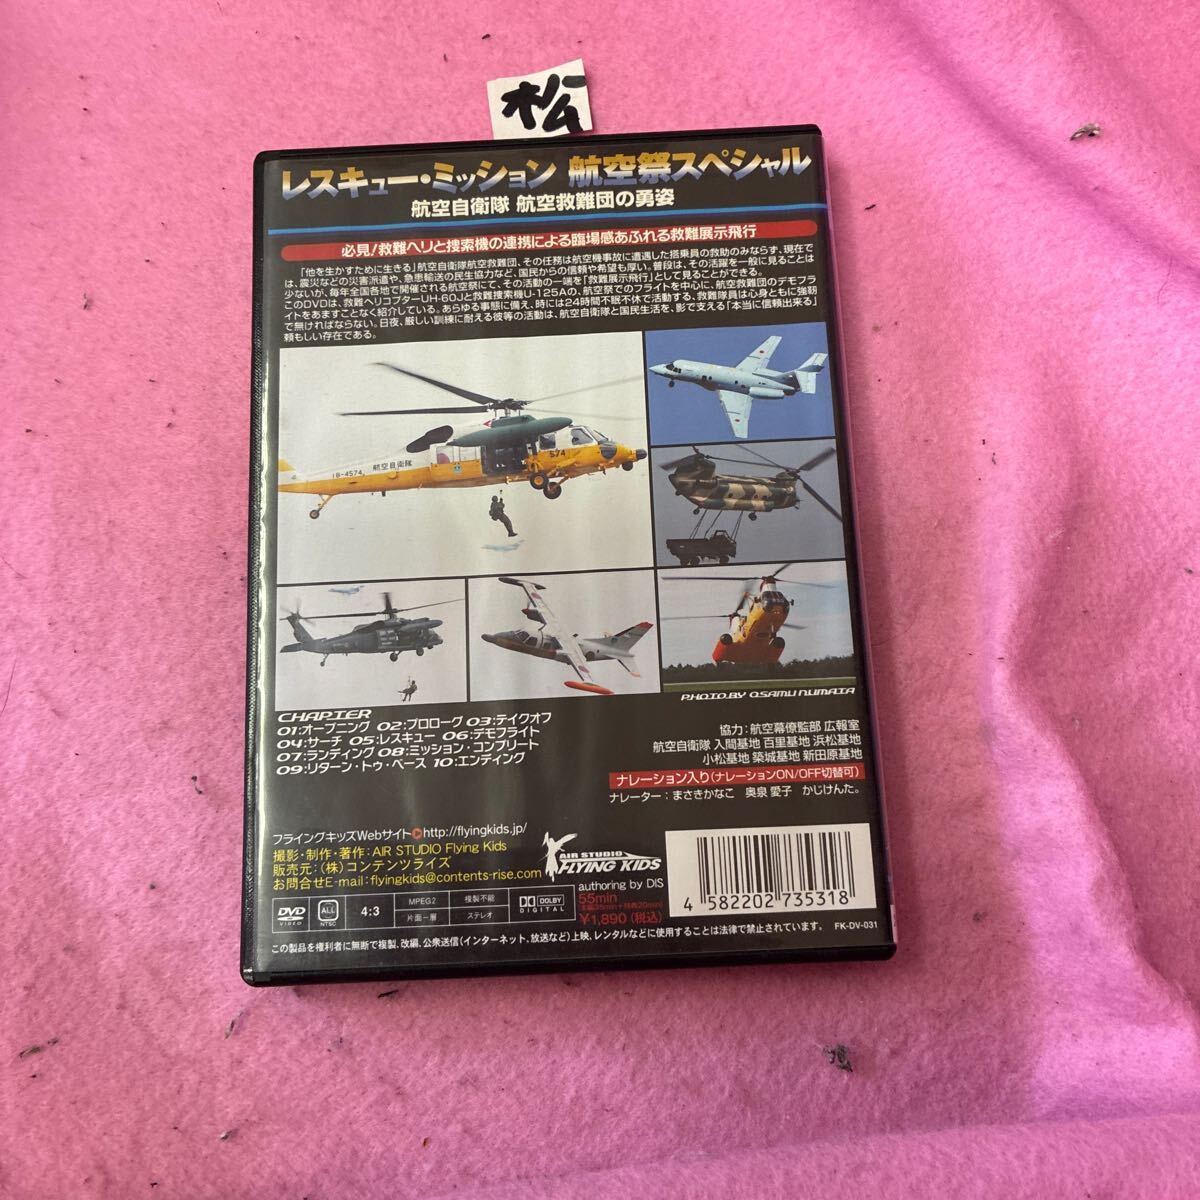 松
レスキュー・ミッション 航空祭スペシャル
航空自衛隊 航空救難団の勇姿
必見!救難ヘリと捜索機の連携による臨場感あふれる救難展示飛行
「他を生かすために生きる」航空自衛隊航空救難団、その任務は航空機事故に遭遇した搭乗員の救助のみならず、現在で
は、震災などの災害派遣や、急患輸送の民生協力など、国民からの信頼や希望も厚い。普段は、その活躍を一般に見ることは
少ないが、毎年全国各地で開催される航空祭にて、その活動の一端を「救難展示飛行」として見ることができる。
このDVDは、救難ヘリコプターUH-60Jと救難捜索機U-125Aの、航空祭でのフライトを中心に、航空救難団のデモフラ
イトをあますことなく紹介している。あらゆる事態に備え、時には24時間不眠不休で活動する、救難隊員は心身ともに強靭
で無ければならない。日夜、厳しい訓練に耐える彼等の活動は、航空自衛隊と国民生活を、影で支える「本当に信頼出来る」
頼もしい存在である。
18-4574 航空自衛隊
574
PHOTO BY OSAMU NUMATA
CHAPTER
01:オープニング 02:プロローグ 03:テイクオフ
04:サーチ 05:レスキュー 06:デモフライト
07:ランディング 08:ミッション・コンプリート
09:リターン・トゥ・ベース 10:エンディング
協力:航空幕僚監部 広報室
航空自衛隊 入間基地 百里基地 浜松基地
小松基地 築城基地 新田原基地
ナレーション入り(ナレーションON/OFF切替可)
ナレーター:まさきかなこ 奥泉 愛子 かじけんた。
フライングキッズWebサイト http://flyingkids.jp/
撮影・制作・著作:AIR STUDIO Flying Kids
販売元:(株)コンテンツライズ
お問合せE-mail:flyingkids@contents-rise.com
AIR STUDIO
FLYING KIDS
authoring by DIS
55min
¥1,890(税込)
DVD
VIDEO
ALL
NTSC
4:3
MPEG2
複製不能
片面一層
ステレオ
DOLBY
DIGITAL
4 582202 735318
この製品を権利者に無断で複製、改編、公衆送信(インターネット、放送など)上映、レンタルなどに使用することは法律で禁止されています。
FK-DV-031